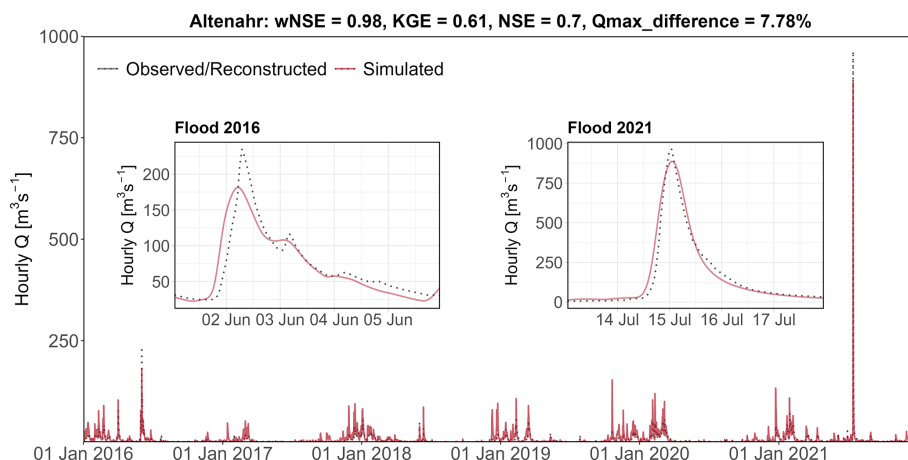 Altenahr: wNSE = 0.98, KGE = 0.61, NSE = 0.7, Qmax_difference = 7.78%
1000
750
500
250
0
Hourly Q [m³s⁻¹]
Observed/Reconstructed Simulated
Flood 2016
200
150
100
50
Hourly Q [m³s⁻¹]
02 Jun 03 Jun 04 Jun 05 Jun
Flood 2021
1000
750
500
250
0
Hourly Q [m³s⁻¹]
14 Jul 15 Jul 16 Jul 17 Jul
01 Jan 2016 01 Jan 2017 01 Jan 2018 01 Jan 2019 01 Jan 2020 01 Jan 2021